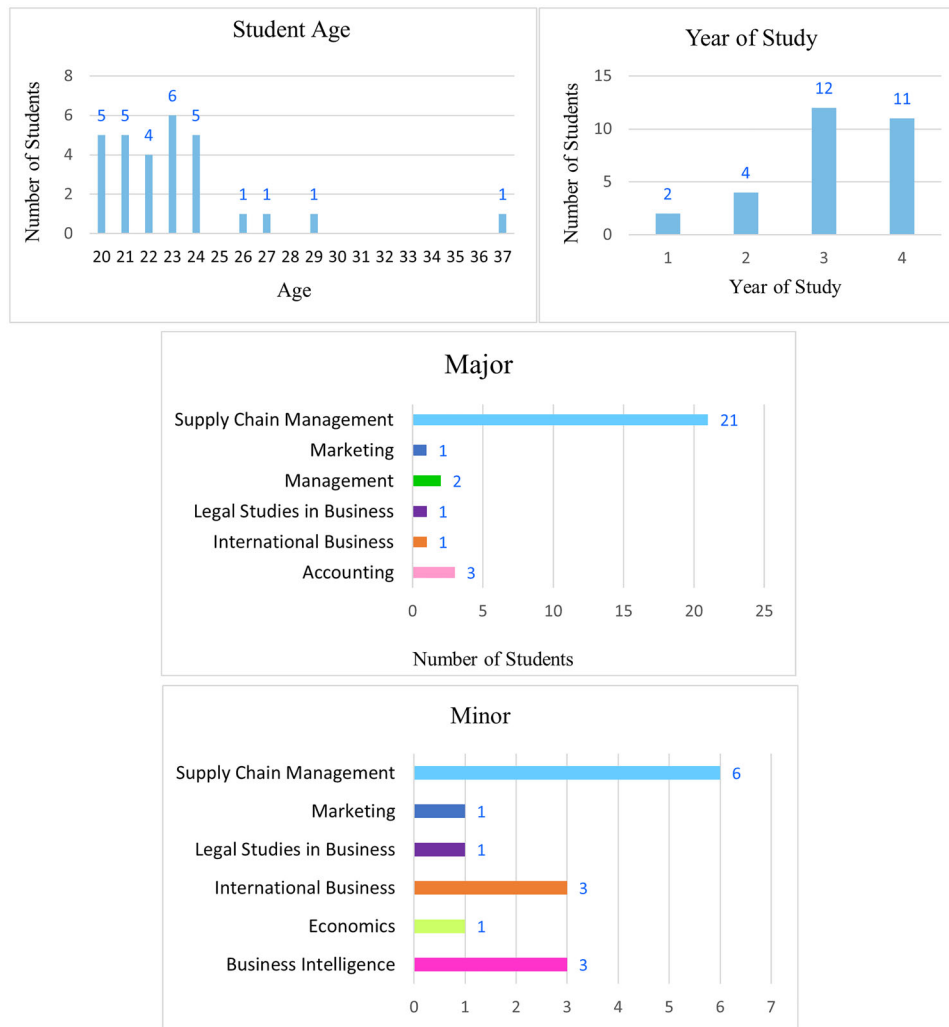 Student Age
Number of Students
8
6
4
2
0
5 5 4 6 5 1 1 1 1
20 21 22 23 24 25 26 27 28 29 30 31 32 33 34 35 36 37
Age
Year of Study
Number of Students
15
10
5
0
2 4 12 11
1 2 3 4
Year of Study
Major
Supply Chain Management 21
Marketing 1
Management 2
Legal Studies in Business 1
International Business 1
Accounting 3
0 5 10 15 20 25
Number of Students
Minor
Supply Chain Management 6
Marketing 1
Legal Studies in Business 1
International Business 3
Economics 1
Business Intelligence 3
0 1 2 3 4 5 6 7